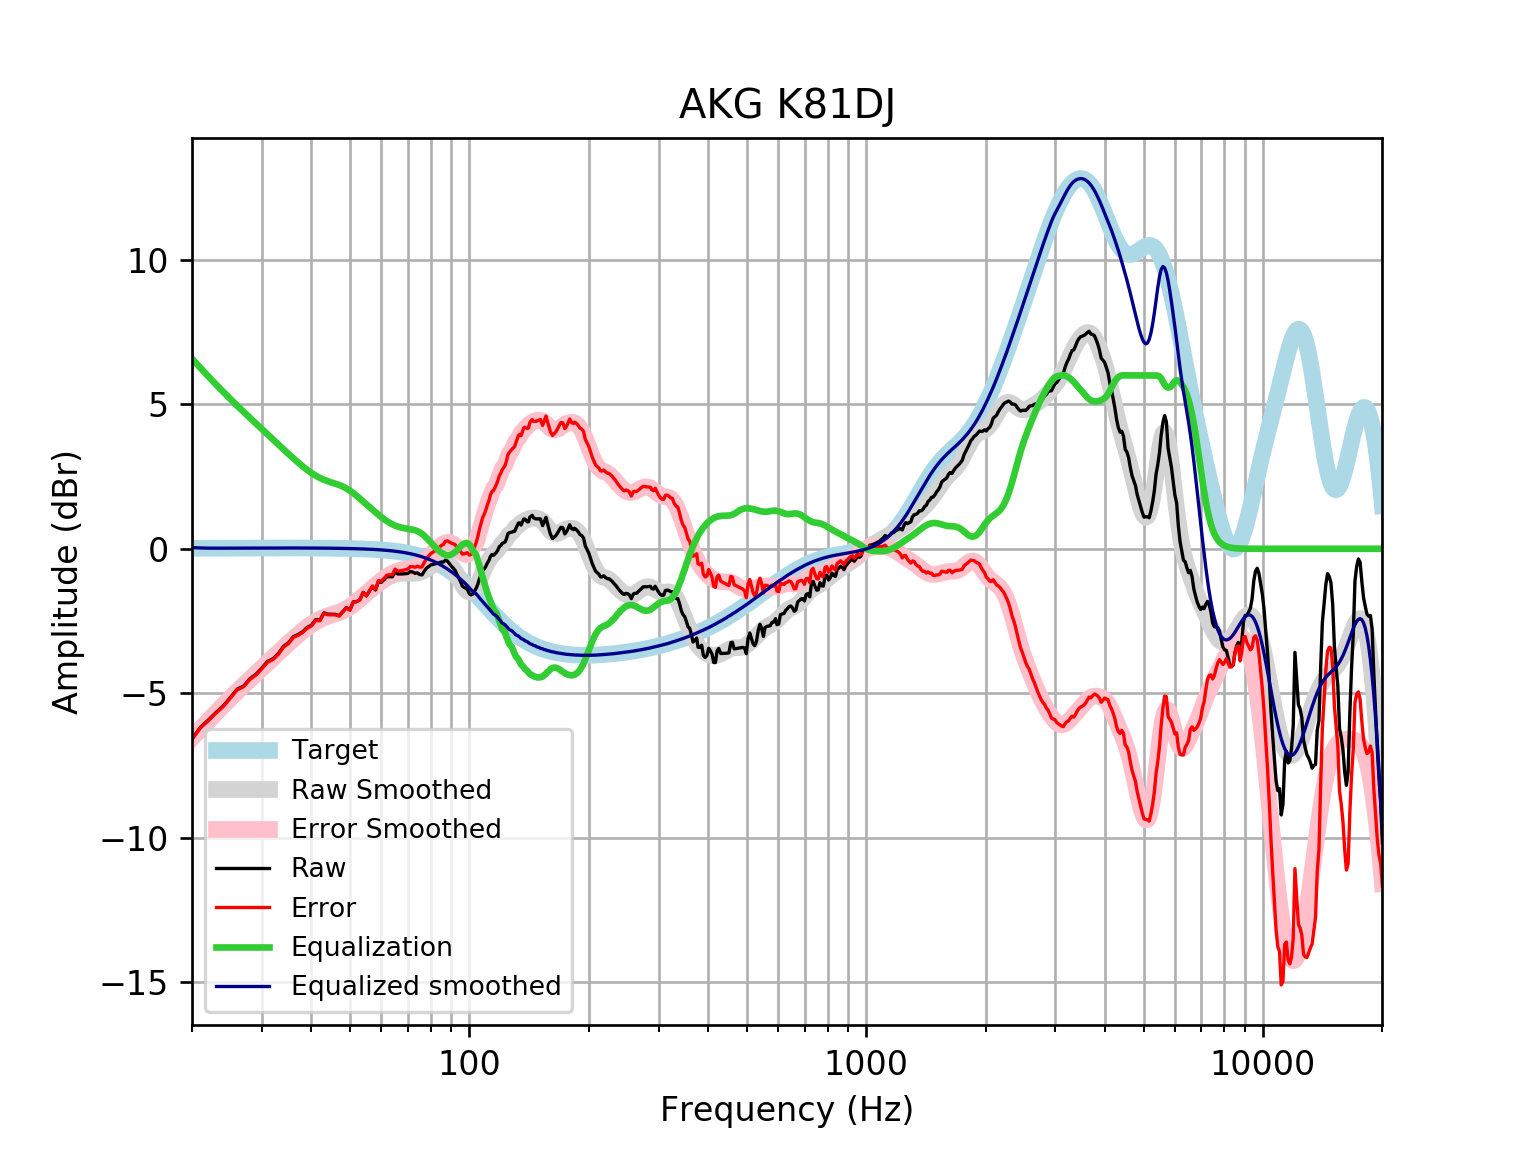 AKG K81DJ
Amplitude (dBr)
10
5
0
−5
−10
−15
Target
Raw Smoothed
Error Smoothed
Raw
Error
Equalization
Equalized smoothed
100
1000
10000
Frequency (Hz)